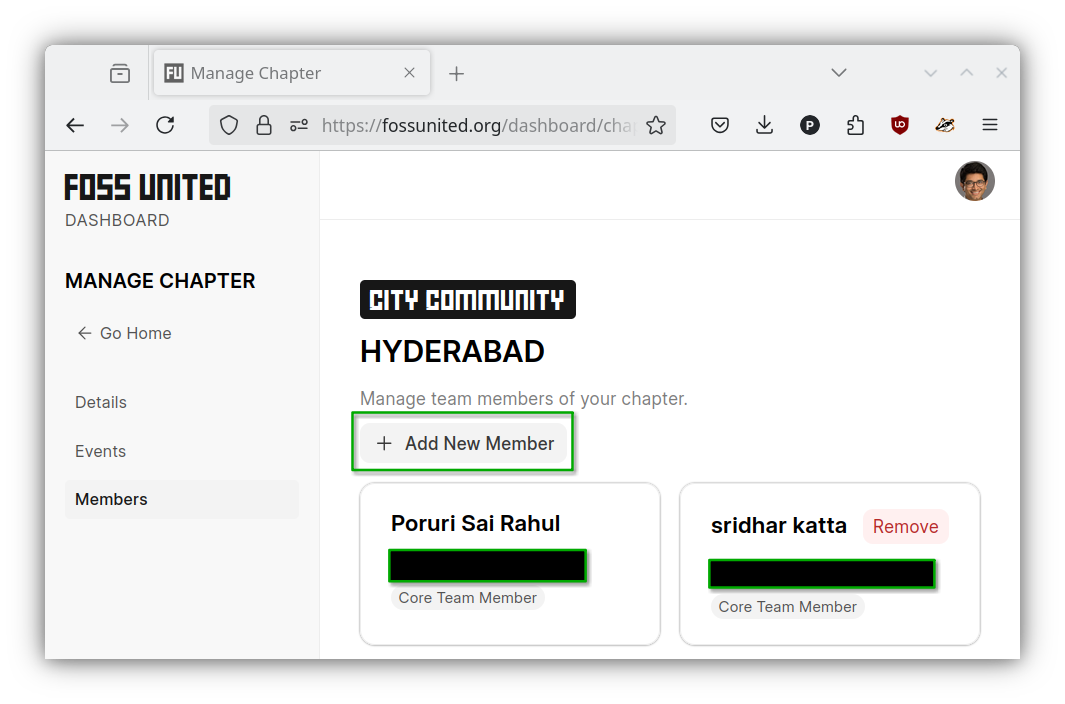 FU Manage Chapter
https://fossunited.org/dashboard/chap
FOSS UNITED
DASHBOARD
MANAGE CHAPTER
Go Home
Details
Events
Members
CITY COMMUNITY
HYDERABAD
Manage team members of your chapter.
+ Add New Member
Poruri Sai Rahul
Core Team Member
sridhar katta Remove
Core Team Member